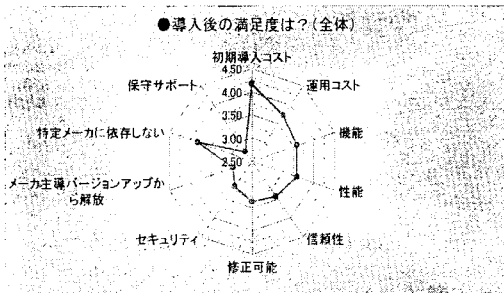 ●導入後の満足度は?(全体)
初期導入コスト
4.50
保守サポート
運用コスト
4.00
3.50
特定メーカに依存しない
機能
3.00
2.50
メーカ主導バージョンアップか
ら解放
性能
セキュリティ
信頼性
修正可能